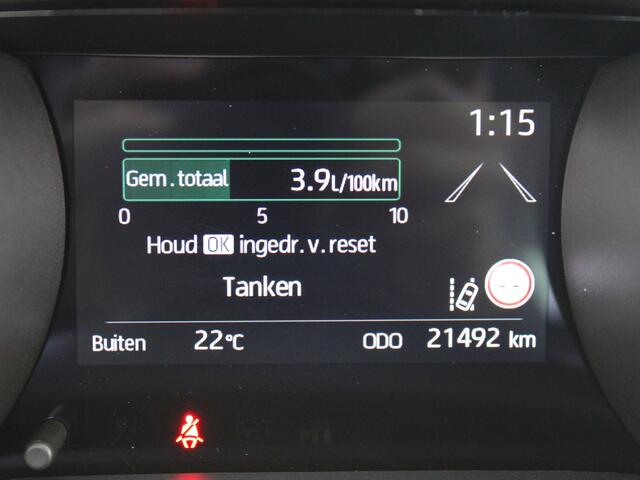 1:15
Gem.totaal 3.9 L/100km
0 5 10
Houd OK ingedr.v.reset
Tanken
-- 
Buiten 22°C ODO 21492 km